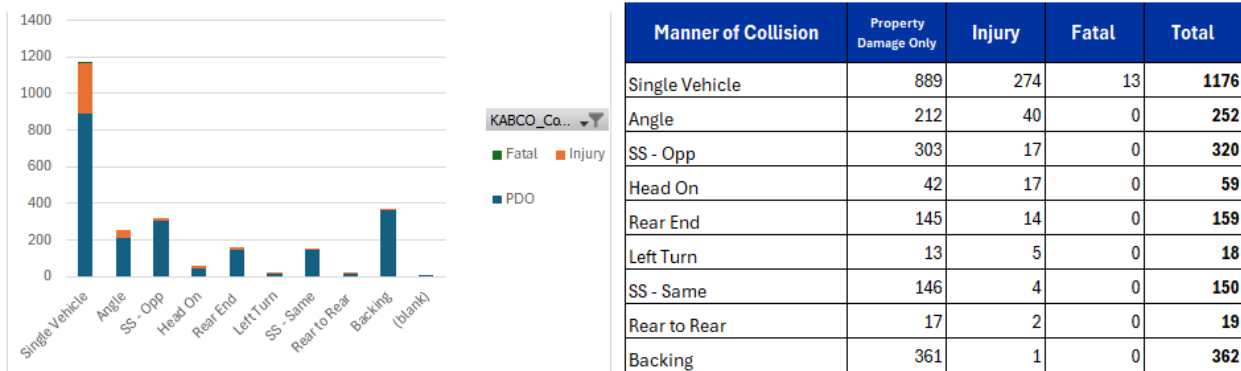 1400
1200
1000
800
600
400
200
0
Single Vehicle
Angle
SS - Opp
Head On
Rear End
Left Turn
SS - Same
Rear to Rear
Backing
(blank)
KABCO_Co...
Fatal Injury
PDO
Manner of Collision Property Damage Only Injury Fatal Total
Single Vehicle 889 274 13 1176
Angle 212 40 0 252
SS - Opp 303 17 0 320
Head On 42 17 0 59
Rear End 145 14 0 159
Left Turn 13 5 0 18
SS - Same 146 4 0 150
Rear to Rear 17 2 0 19
Backing 361 1 0 362